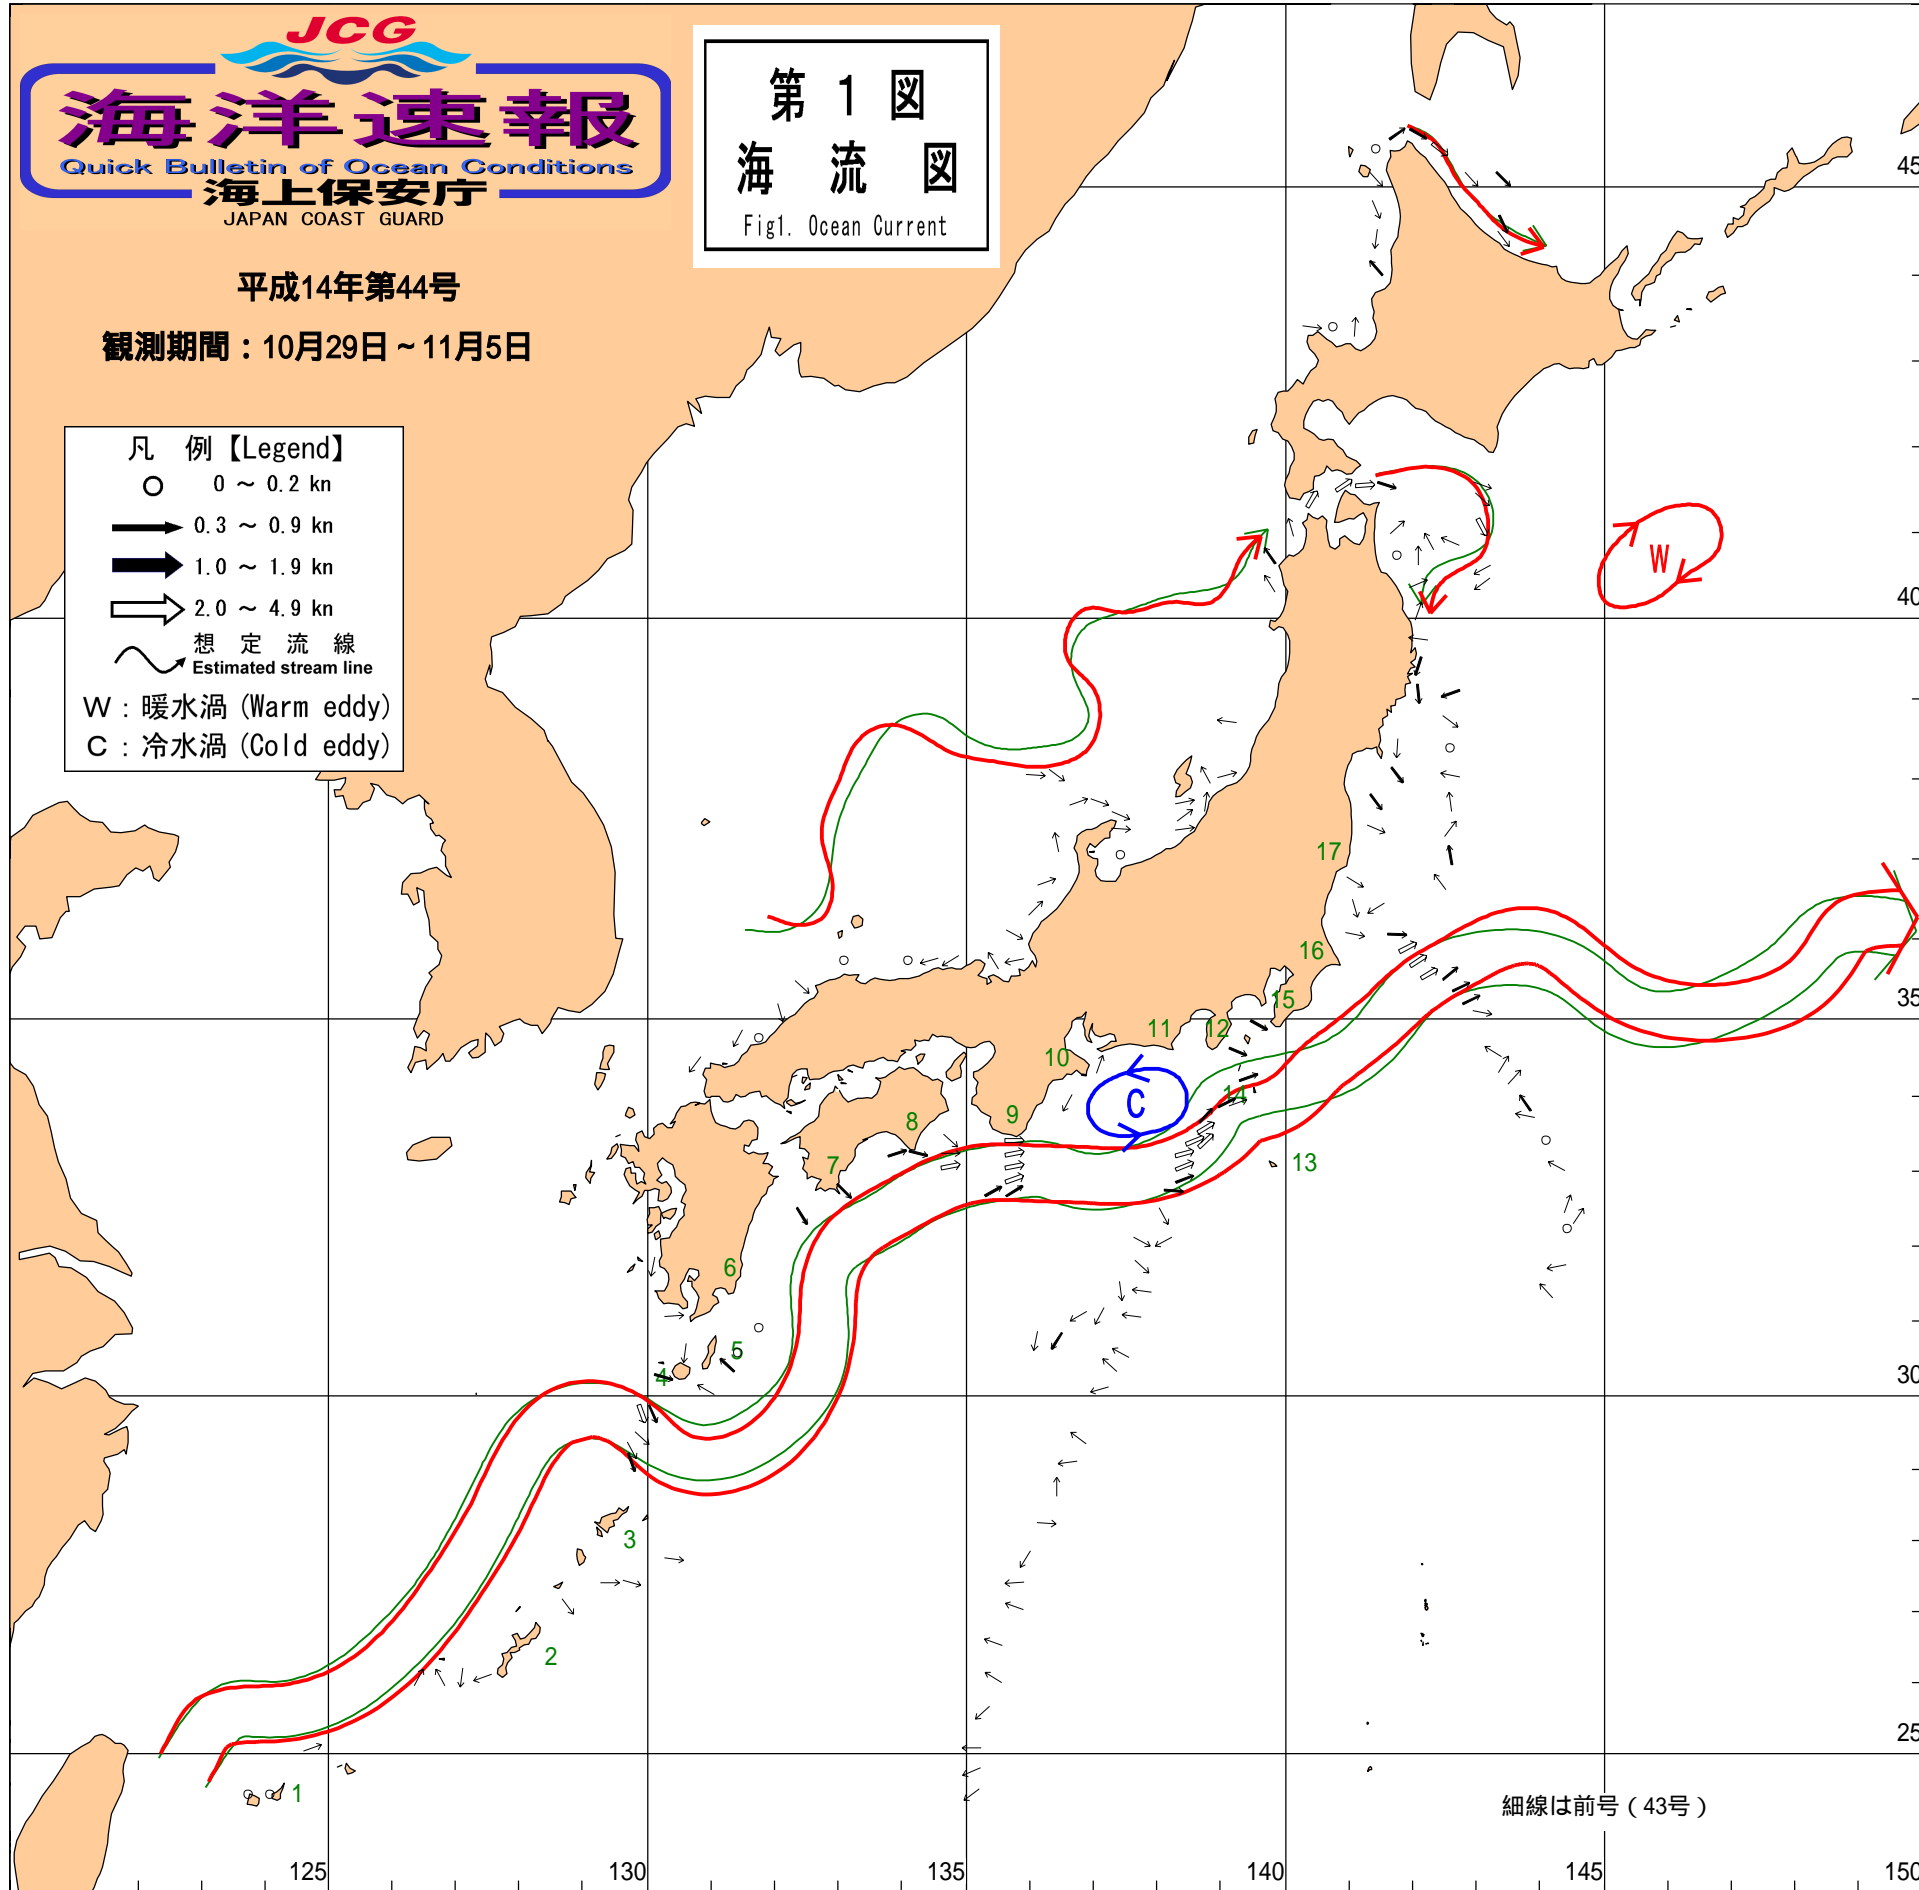 JCG
海洋速報
Quick Bulletin of Ocean Conditions
海上保安庁
JAPAN COAST GUARD
平成14年第44号
観測期間：10月29日～11月5日
第 1 図
海 流 図
Fig1. Ocean Current
凡 例【Legend】
0 ～ 0.2 kn
0.3 ～ 0.9 kn
1.0 ～ 1.9 kn
2.0 ～ 4.9 kn
想 定 流 線
Estimated stream line
W : 暖水渦 (Warm eddy)
C : 冷水渦 (Cold eddy)
45
40
35
30
25
W
C
17
16
15
14
13
12
11
10
9
8
7
6
5
4
3
2
1
細線は前号（43号）
125
130
135
140
145
150